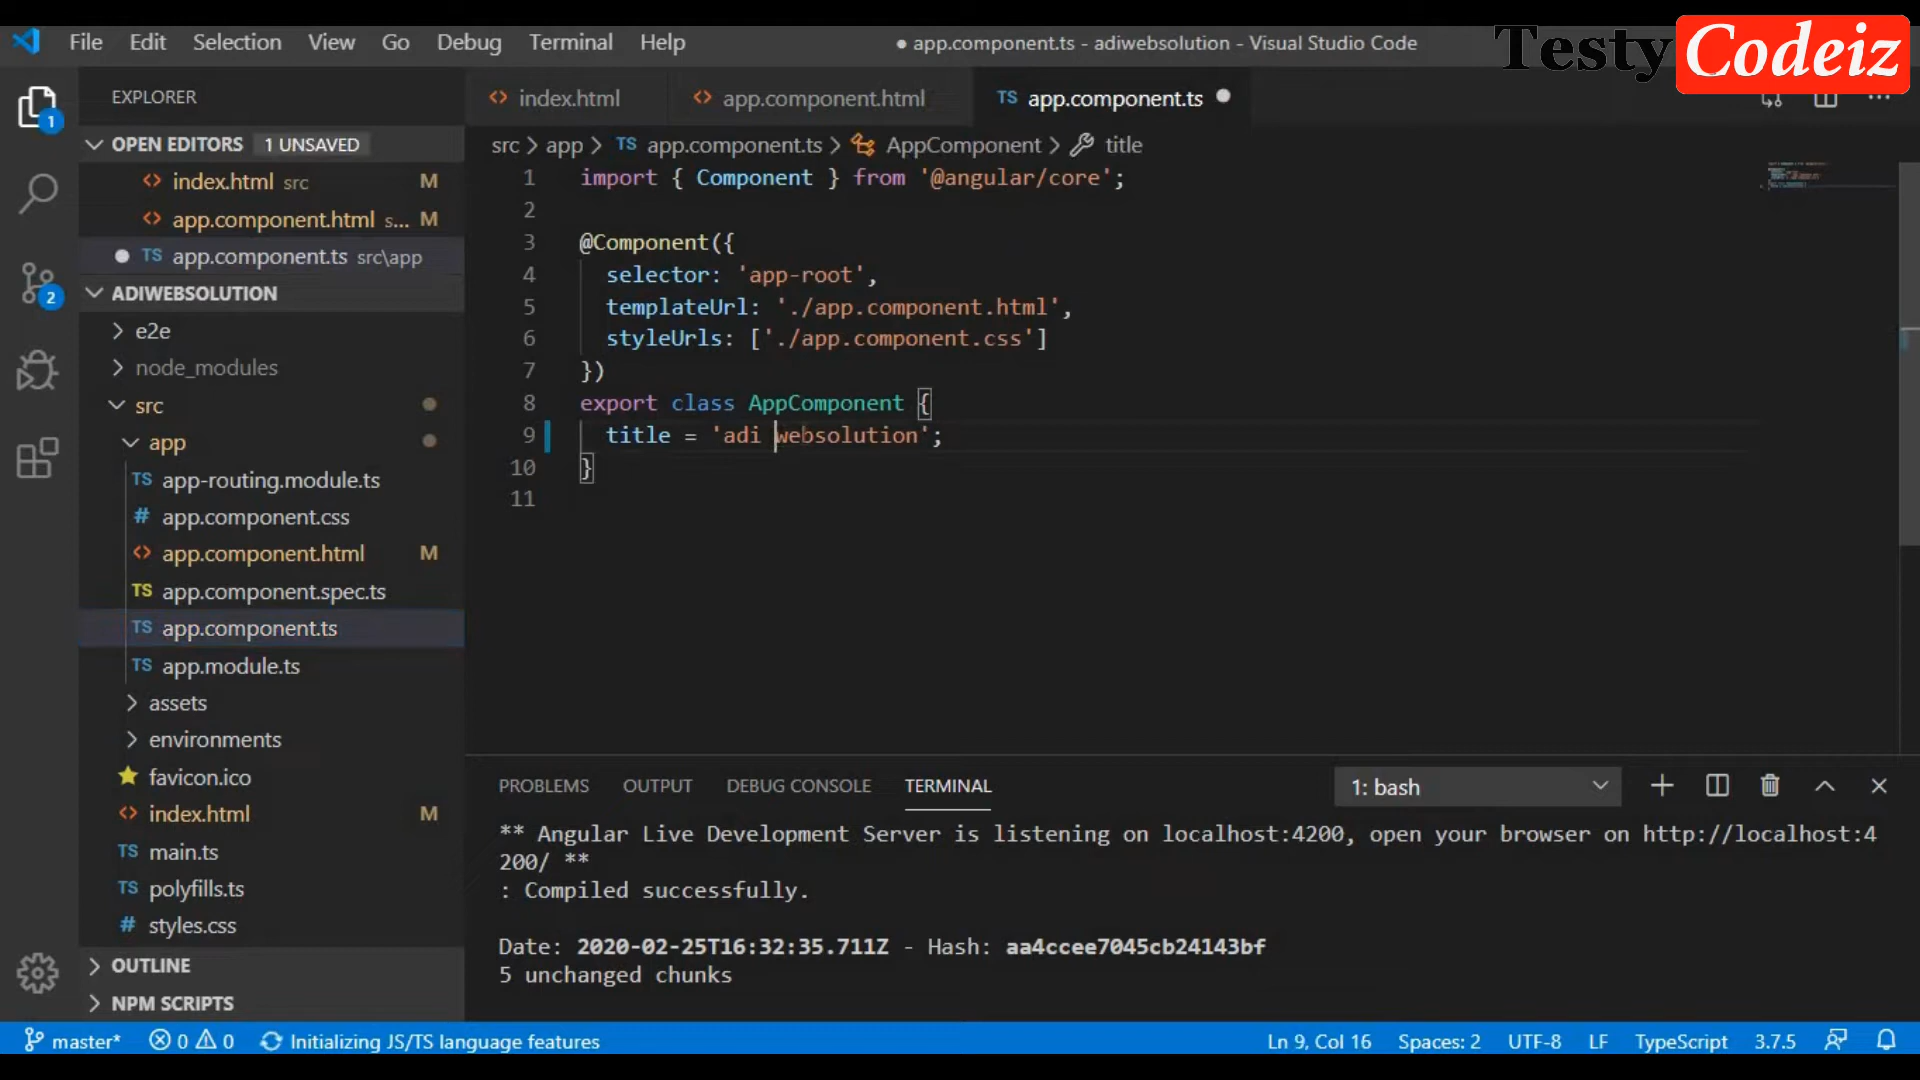 File Edit Selection View Go Debug Terminal Help
● app.component.ts - adiwebsolution - Visual Studio Code
Testy Codeiz
EXPLORER
OPEN EDITORS 1 UNSAVED
index.html src M
app.component.html s... M
TS app.component.ts src\app
ADIWEBSOLUTION
e2e
node_modules
src
app
TS app-routing.module.ts
# app.component.css
app.component.html M
TS app.component.spec.ts
TS app.component.ts
TS app.module.ts
assets
environments
favicon.ico
index.html M
TS main.ts
TS polyfills.ts
# styles.css
OUTLINE
NPM SCRIPTS
1
2
index.html app.component.html TS app.component.ts
src > app > TS app.component.ts > AppComponent > title
1 import { Component } from '@angular/core';
2
3 @Component({
4 selector: 'app-root',
5 templateUrl: './app.component.html',
6 styleUrls: ['./app.component.css']
7 })
8 export class AppComponent {
9 title = 'adi websolution';
10 }
11
PROBLEMS OUTPUT DEBUG CONSOLE TERMINAL 1: bash
** Angular Live Development Server is listening on localhost:4200, open your browser on http://localhost:4
200/ **
: Compiled successfully.
Date: 2020-02-25T16:32:35.711Z - Hash: aa4ccee7045cb24143bf
5 unchanged chunks
master* 0 0 Initializing JS/TS language features Ln 9, Col 16 Spaces: 2 UTF-8 LF TypeScript 3.7.5